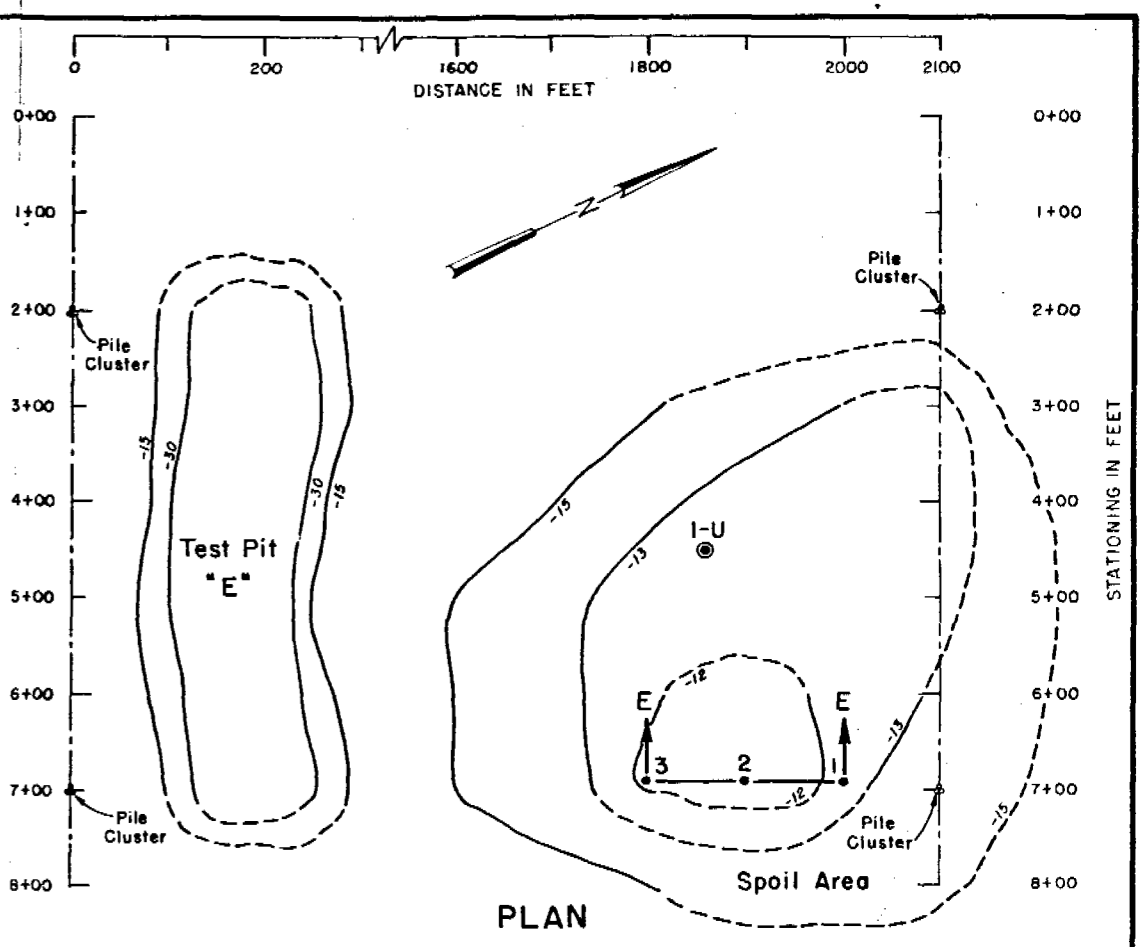 0 200 1600 1800 2000 2100
DISTANCE IN FEET
0+00
1+00
2+00
3+00
4+00
5+00
6+00
7+00
8+00
0+00
1+00
2+00
3+00
4+00
5+00
6+00
7+00
8+00
STATIONING IN FEET
N
Pile
Cluster
Pile
Cluster
Pile
Cluster
Pile
Cluster
-15
-30
-30
-15
Test Pit
"E"
-15
-13
1-U
-12
E
E
3
2
1
-12
-13
-15
Spoil Area
PLAN